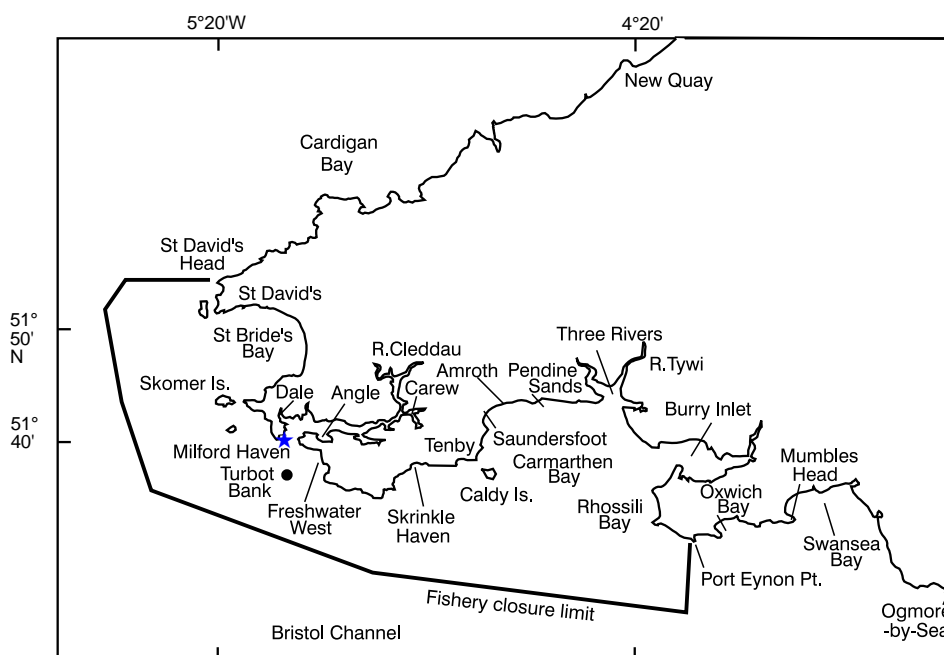 5°20'W
4°20'
New Quay
Cardigan
Bay
St David's
Head
St David's
51°
50'
N
St Bride's
Bay
Three Rivers
R.Cleddau
R.Tywi
Amroth
Pendine
Sands
Skomer Is.
Dale
Angle
Carew
Burry Inlet
51°
40'
Milford Haven
Tenby
Saundersfoot
Carmarthen
Bay
Mumbles
Head
Turbot
Bank
Caldy Is.
Rhossili
Bay
Oxwich
Bay
Freshwater
West
Skrinkle
Haven
Swansea
Bay
Port Eynon Pt.
Fishery closure limit
Ogmore
-by-Sea
Bristol Channel